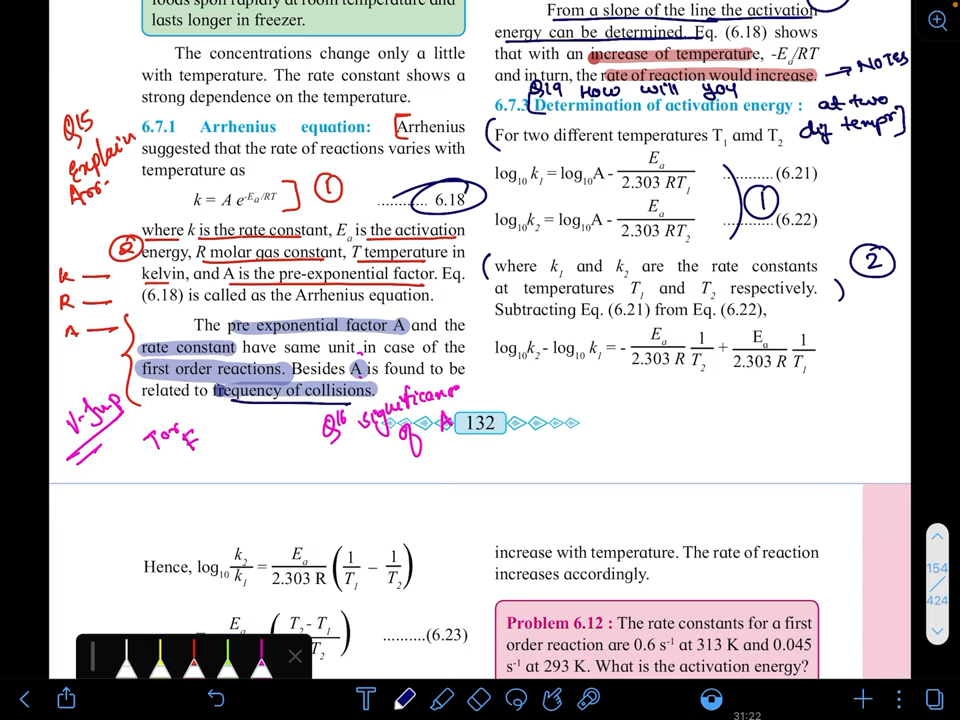 foods spoil rapidly at room temperature and
lasts longer in freezer.
The concentrations change only a little
with temperature. The rate constant shows a
strong dependence on the temperature.
Q15
Explain
Arr.
6.7.1 Arrhenius equation: [Arrhenius
suggested that the rate of reactions varies with
temperature as
k = A e^-Ea/RT ] ① ............ 6.18
② where k is the rate constant, Ea is the activation
energy, R molar gas constant, T temperature in
kelvin, and A is the pre-exponential factor. Eq.
(6.18) is called as the Arrhenius equation.
K —
R —
A —
The pre exponential factor A and the
rate constant have same unit in case of the
first order reactions. Besides A is found to be
related to frequency of collisions.
V-Imp
T or F
Q16 significance
of A
From a slope of the line the activation
energy can be determined. Eq. (6.18) shows
that with an increase of temperature, -Ea/RT
and in turn, the rate of reaction would increase. → NOTES
[Q19 How will you
6.7.3 Determination of activation energy : at two
dif tempr]
(For two different temperatures T1 amd T2
log10 k1 = log10A - Ea / 2.303 RT1 ............(6.21)
log10k2 = log10A - Ea / 2.303 RT2 ............(6.22)
①
(where k1 and k2 are the rate constants ②
at temperatures T1 and T2 respectively. )
Subtracting Eq. (6.21) from Eq. (6.22),
log10k2 - log10 k1 = - Ea / 2.303 R 1 / T2 + Ea / 2.303 R 1 / T1
132
Hence, log10 k2 / k1 = Ea / 2.303 R ( 1 / T1 – 1 / T2 )
= Ea ( T2 - T1 / T2 ) ..........(6.23)
increase with temperature. The rate of reaction
increases accordingly.
Problem 6.12 : The rate constants for a first
order reaction are 0.6 s-1 at 313 K and 0.045
s-1 at 293 K. What is the activation energy?
154
424
31:22